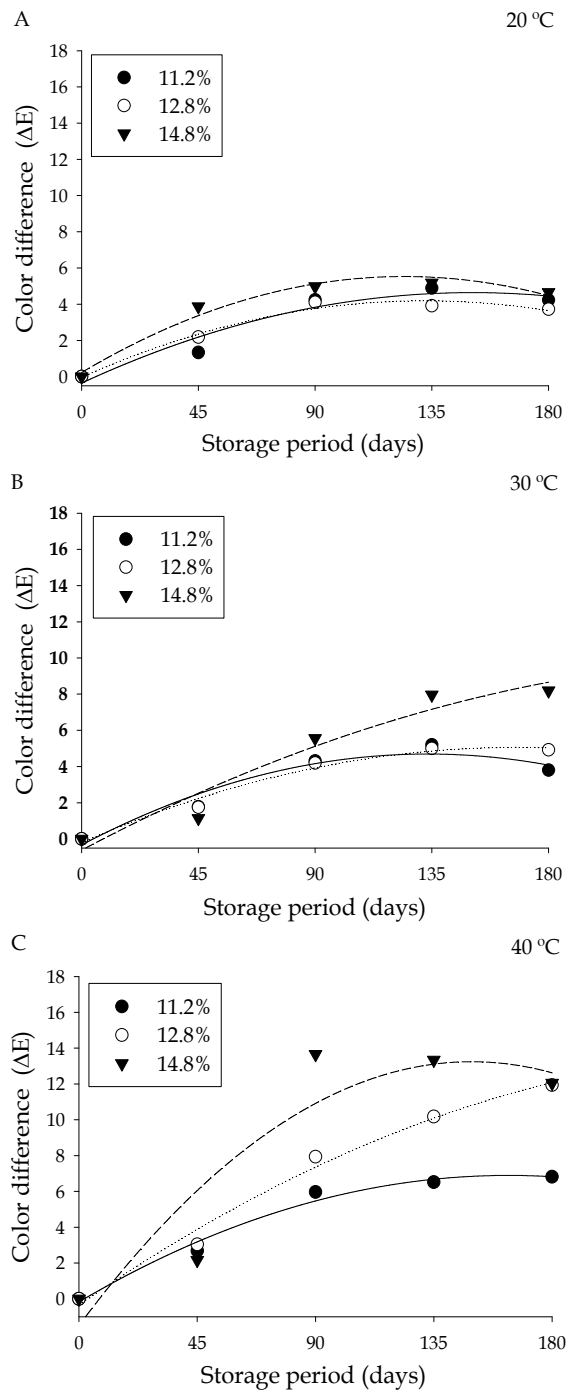 A
20 ºC
Color difference (ΔE)
18
16
14
12
10
8
6
4
2
0
11.2%
12.8%
14.8%
0 45 90 135 180
Storage period (days)
B
30 ºC
Color difference (ΔE)
18
16
14
12
10
8
6
4
2
0
11.2%
12.8%
14.8%
0 45 90 135 180
Storage period (days)
C
40 ºC
Color difference (ΔE)
18
16
14
12
10
8
6
4
2
0
11.2%
12.8%
14.8%
0 45 90 135 180
Storage period (days)